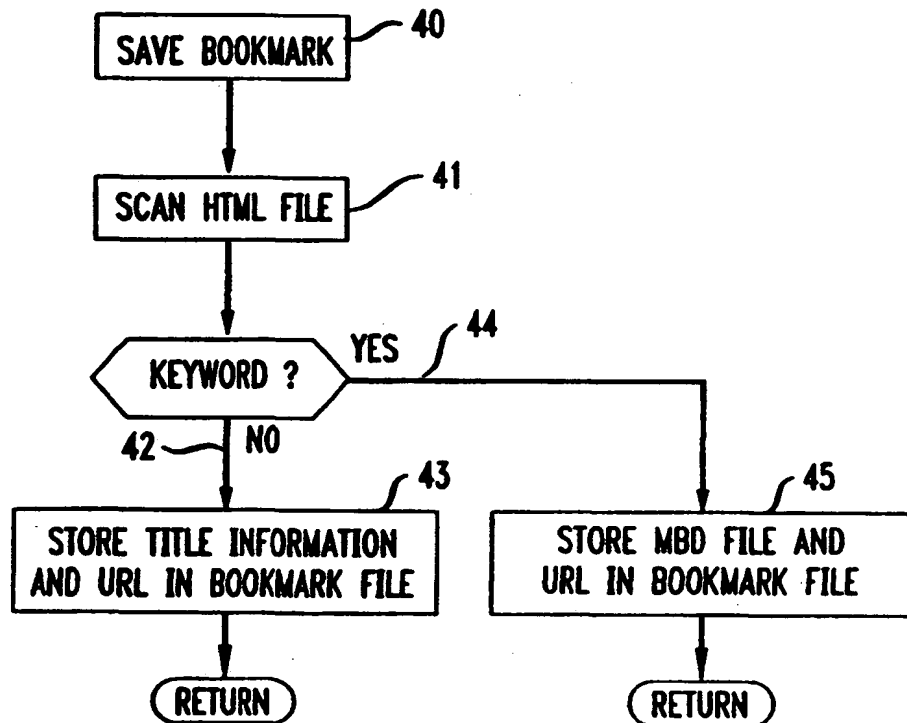 40
SAVE BOOKMARK
41
SCAN HTML FILE
44
YES
KEYWORD ?
42
NO
43
45
STORE TITLE INFORMATION
AND URL IN BOOKMARK FILE
STORE MBD FILE AND
URL IN BOOKMARK FILE
RETURN
RETURN